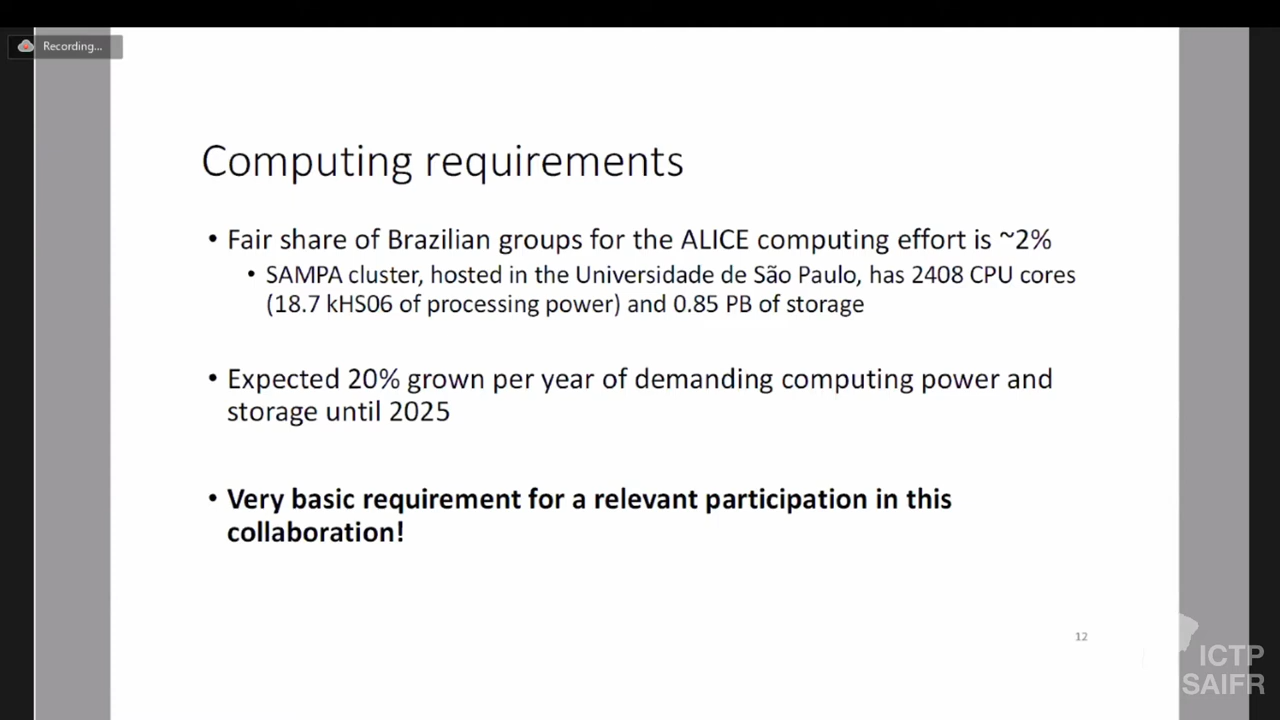 Recording...
Computing requirements
• Fair share of Brazilian groups for the ALICE computing effort is ~2%
• SAMPA cluster, hosted in the Universidade de São Paulo, has 2408 CPU cores
(18.7 kHS06 of processing power) and 0.85 PB of storage
• Expected 20% grown per year of demanding computing power and
storage until 2025
• Very basic requirement for a relevant participation in this
collaboration!
12
ICTP
SAIFR